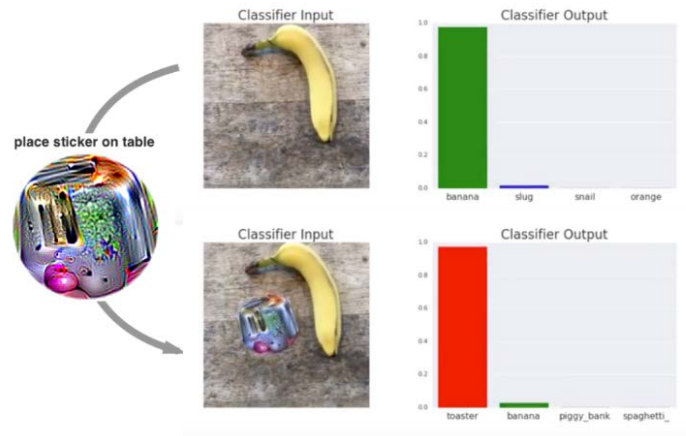 Classifier Input
Classifier Output
1.0
0.8
0.6
0.4
0.2
0.0
banana slug snail orange
place sticker on table
Classifier Input
Classifier Output
1.0
0.8
0.6
0.4
0.2
0.0
toaster banana piggy_bank spaghetti_